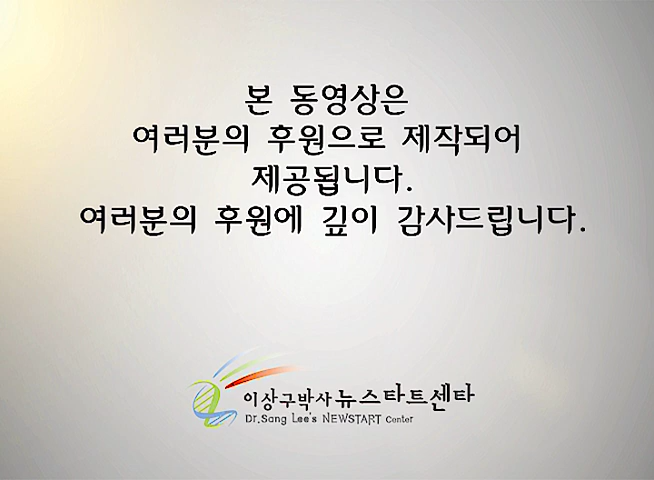 본 동영상은
여러분의 후원으로 제작되어
제공됩니다.
여러분의 후원에 깊이 감사드립니다.
이상구박사 뉴스타트센타
Dr.Sang Lee's NEWSTART Center